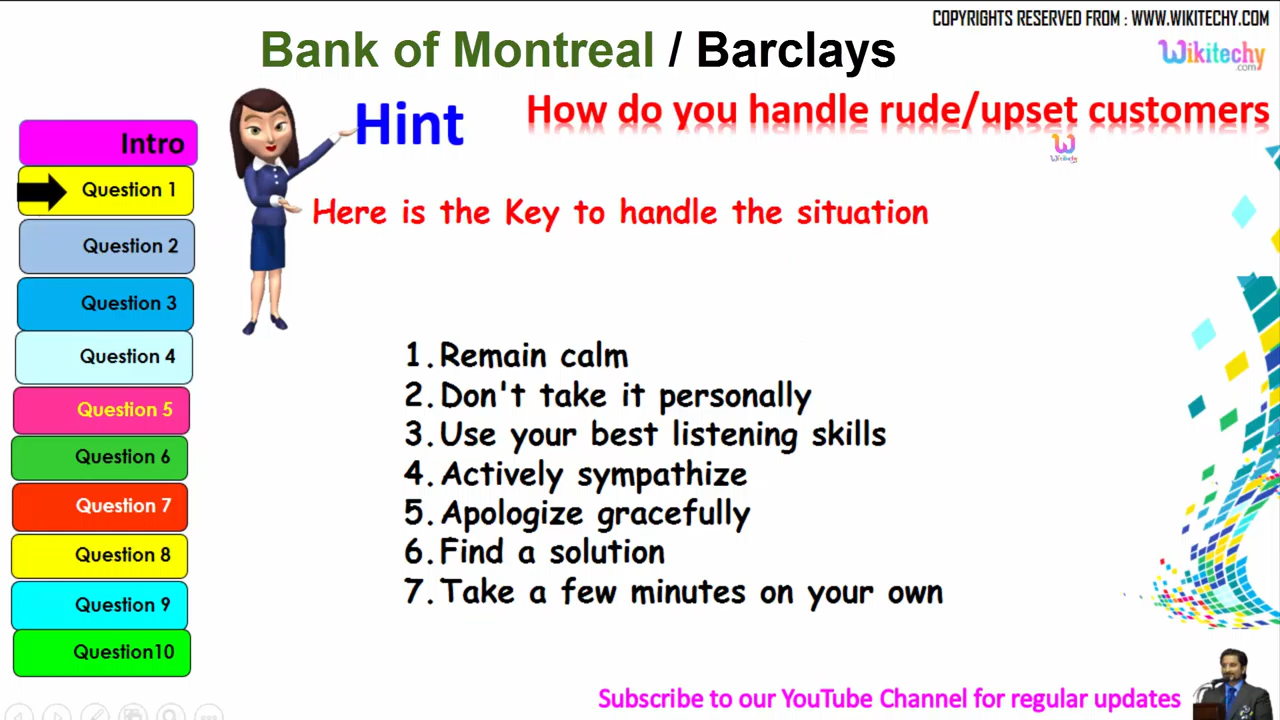 COPYRIGHTS RESERVED FROM : WWW.WIKITECHY.COM
Bank of Montreal / Barclays
Wikitechy
.com
Hint
How do you handle rude/upset customers
Wikitechy
Intro
Question 1
Question 2
Question 3
Question 4
Question 5
Question 6
Question 7
Question 8
Question 9
Question10
Here is the Key to handle the situation
1. Remain calm
2. Don't take it personally
3. Use your best listening skills
4. Actively sympathize
5. Apologize gracefully
6. Find a solution
7. Take a few minutes on your own
Subscribe to our YouTube Channel for regular updates